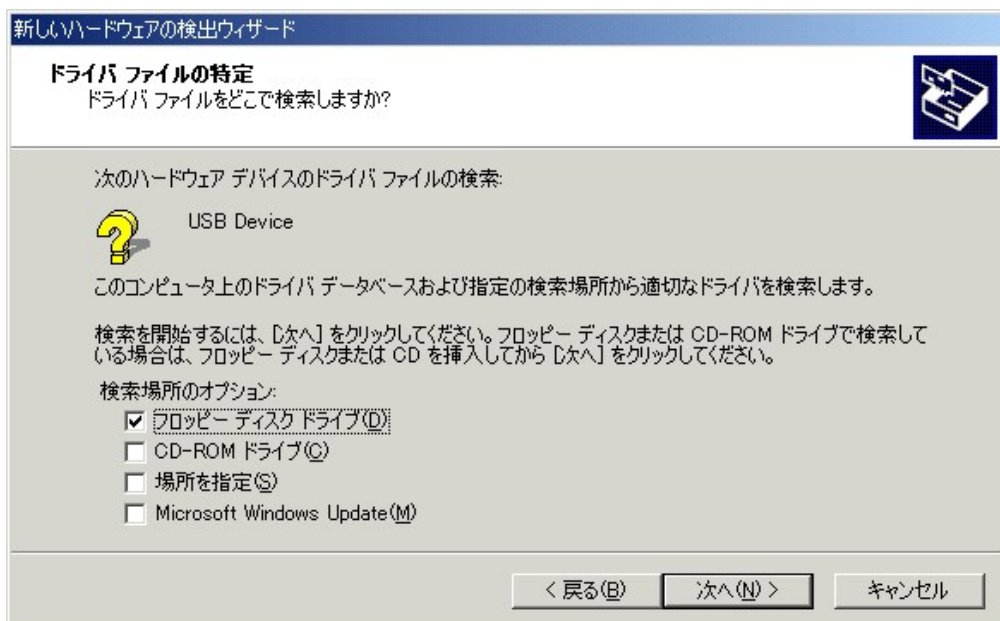 新しいハードウェアの検出ウィザード
ドライバ ファイルの特定
ドライバ ファイルをどこで検索しますか?
次のハードウェア デバイスのドライバ ファイルの検索:
USB Device
このコンピュータ上のドライバ データベースおよび指定の検索場所から適切なドライバを検索します。
検索を開始するには、[次へ] をクリックしてください。フロッピー ディスクまたは CD-ROM ドライブで検索して
いる場合は、フロッピー ディスクまたは CD を挿入してから [次へ] をクリックしてください。
検索場所のオプション:
フロッピー ディスク ドライブ(D)
CD-ROM ドライブ(C)
場所を指定(S)
Microsoft Windows Update(M)
< 戻る(B)
次へ(N) >
キャンセル